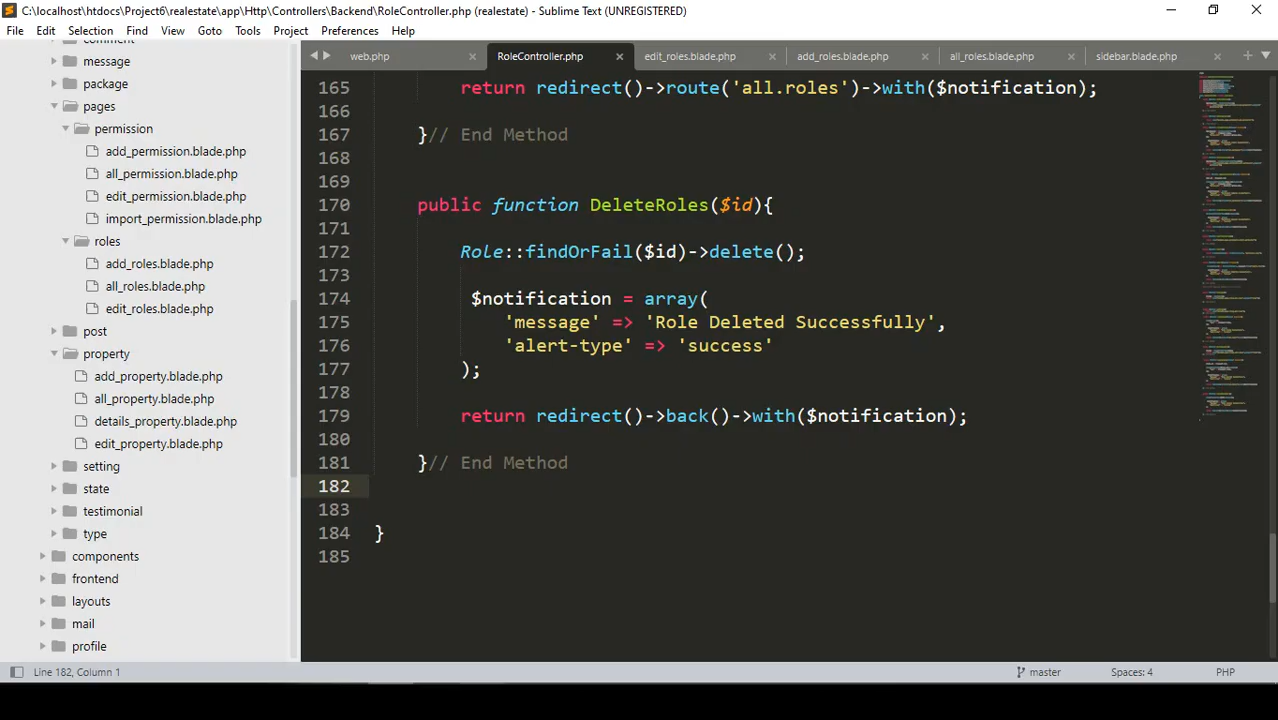 C:\localhost\htdocs\Project6\realestate\app\Http\Controllers\Backend\RoleController.php (realestate) - Sublime Text (UNREGISTERED)
File Edit Selection Find View Goto Tools Project Preferences Help
comment
message
package
pages
permission
add_permission.blade.php
all_permission.blade.php
edit_permission.blade.php
import_permission.blade.php
roles
add_roles.blade.php
all_roles.blade.php
edit_roles.blade.php
post
property
add_property.blade.php
all_property.blade.php
details_property.blade.php
edit_property.blade.php
setting
state
testimonial
type
components
frontend
layouts
mail
profile
web.php RoleController.php edit_roles.blade.php add_roles.blade.php all_roles.blade.php sidebar.blade.php
165 return redirect()->route('all.roles')->with($notification);
166
167 }// End Method
168
169
170 public function DeleteRoles($id){
171
172 Role::findOrFail($id)->delete();
173
174 $notification = array(
175 'message' => 'Role Deleted Successfully',
176 'alert-type' => 'success'
177 );
178
179 return redirect()->back()->with($notification);
180
181 }// End Method
182
183
184 }
185
Line 182, Column 1 master Spaces: 4 PHP